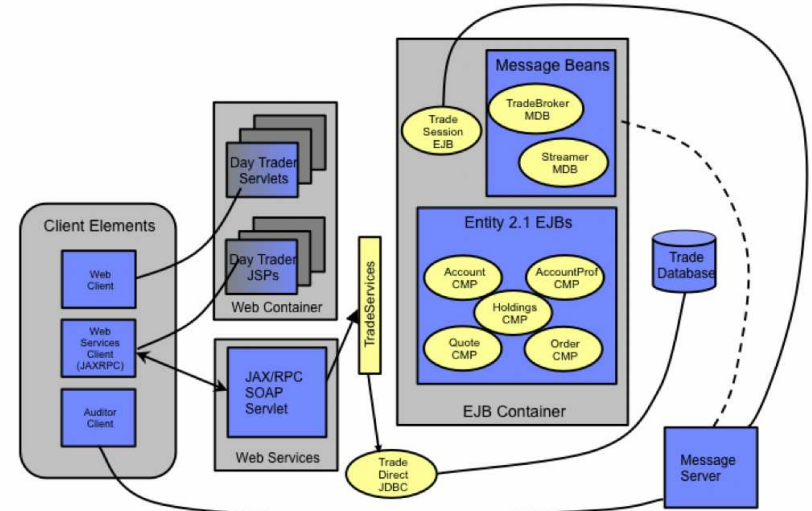 Client Elements
Web
Client
Web
Services
Client
(JAXRPC)
Auditor
Client
Day Trader
Servlets
Day Trader
JSPs
Web Container
JAX/RPC
SOAP
Servlet
Web Services
TradeServices
Trade
Direct
JDBC
Trade
Session
EJB
Message Beans
TradeBroker
MDB
Streamer
MDB
Entity 2.1 EJBs
Account
CMP
AccountProf
CMP
Holdings
CMP
Quote
CMP
Order
CMP
EJB Container
Trade
Database
Message
Server